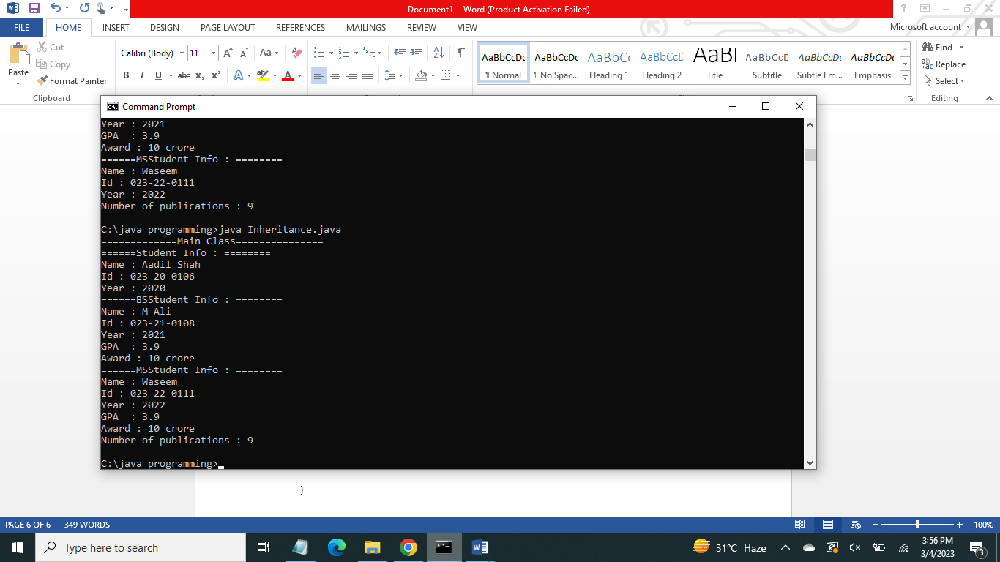 Document1 - Word (Product Activation Failed)
FILE HOME INSERT DESIGN PAGE LAYOUT REFERENCES MAILINGS REVIEW VIEW Microsoft account
Cut
Copy
Format Painter
Paste
Clipboard
Calibri (Body) 11
AaBbCcDc AaBbCcDc AaBbCc AaBbCcD AaBl AaBbCcD AaBbCcDc AaBbCcDc
¶ Normal ¶ No Spac... Heading 1 Heading 2 Title Subtitle Subtle Em... Emphasis
Find
Replace
Select
Editing
Command Prompt
Year : 2021
GPA  : 3.9
Award : 10 crore
======MSStudent Info : ========
Name : Waseem
Id : 023-22-0111
Year : 2022
Number of publications : 9
C:\java programming>java Inheritance.java
=============Main Class===============
======Student Info : ========
Name : Aadil Shah
Id : 023-20-0106
Year : 2020
======BSStudent Info : ========
Name : M Ali
Id : 023-21-0108
Year : 2021
GPA  : 3.9
Award : 10 crore
======MSStudent Info : ========
Name : Waseem
Id : 023-22-0111
Year : 2022
GPA  : 3.9
Award : 10 crore
Number of publications : 9
C:\java programming>
}
PAGE 6 OF 6 349 WORDS 100%
Type here to search
31°C Haze
3:56 PM
3/4/2023
3